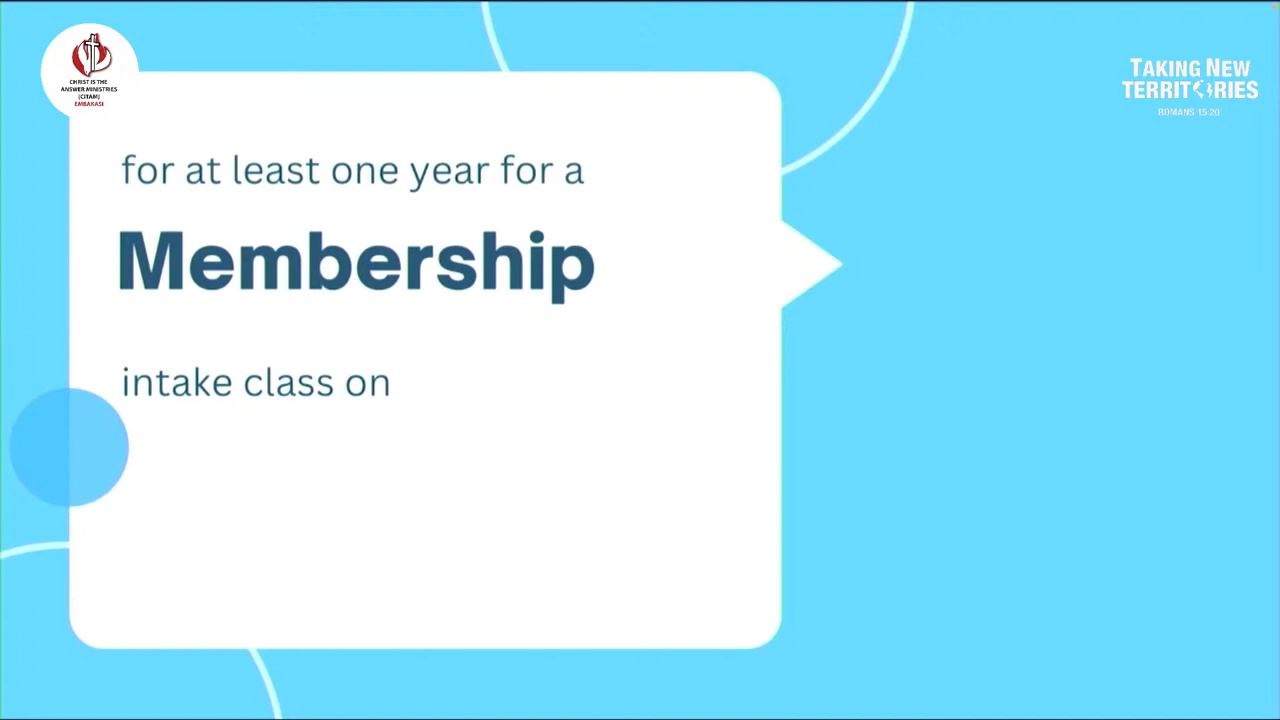 CHRIST IS THE
ANSWER MINISTRIES
[CITAM]
EMBAKASI
TAKING NEW
TERRITORIES
ROMANS 15:20
for at least one year for a
Membership
intake class on